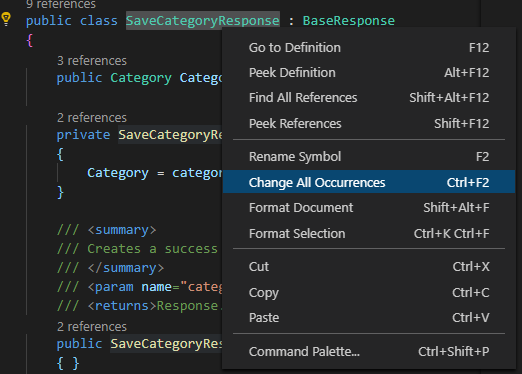 9 references
public class SaveCategoryResponse : BaseResponse
{
3 references
public Category Categ
2 references
private SaveCategoryRe
{
Category = categor
}
/// <summary>
/// Creates a success
/// </summary>
/// <param name="categ
/// <returns>Response.
2 references
public SaveCategoryRes
{ }
Go to Definition F12
Peek Definition Alt+F12
Find All References Shift+Alt+F12
Peek References Shift+F12
Rename Symbol F2
Change All Occurrences Ctrl+F2
Format Document Shift+Alt+F
Format Selection Ctrl+K Ctrl+F
Cut Ctrl+X
Copy Ctrl+C
Paste Ctrl+V
Command Palette... Ctrl+Shift+P